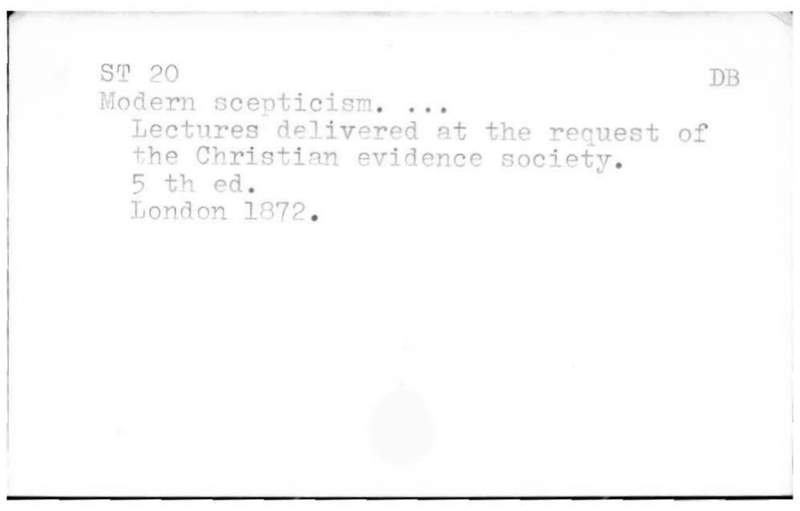 ST 20 DB
Modern scepticism. ...
Lectures delivered at the request of
the Christian evidence society.
5 th ed.
London 1872.